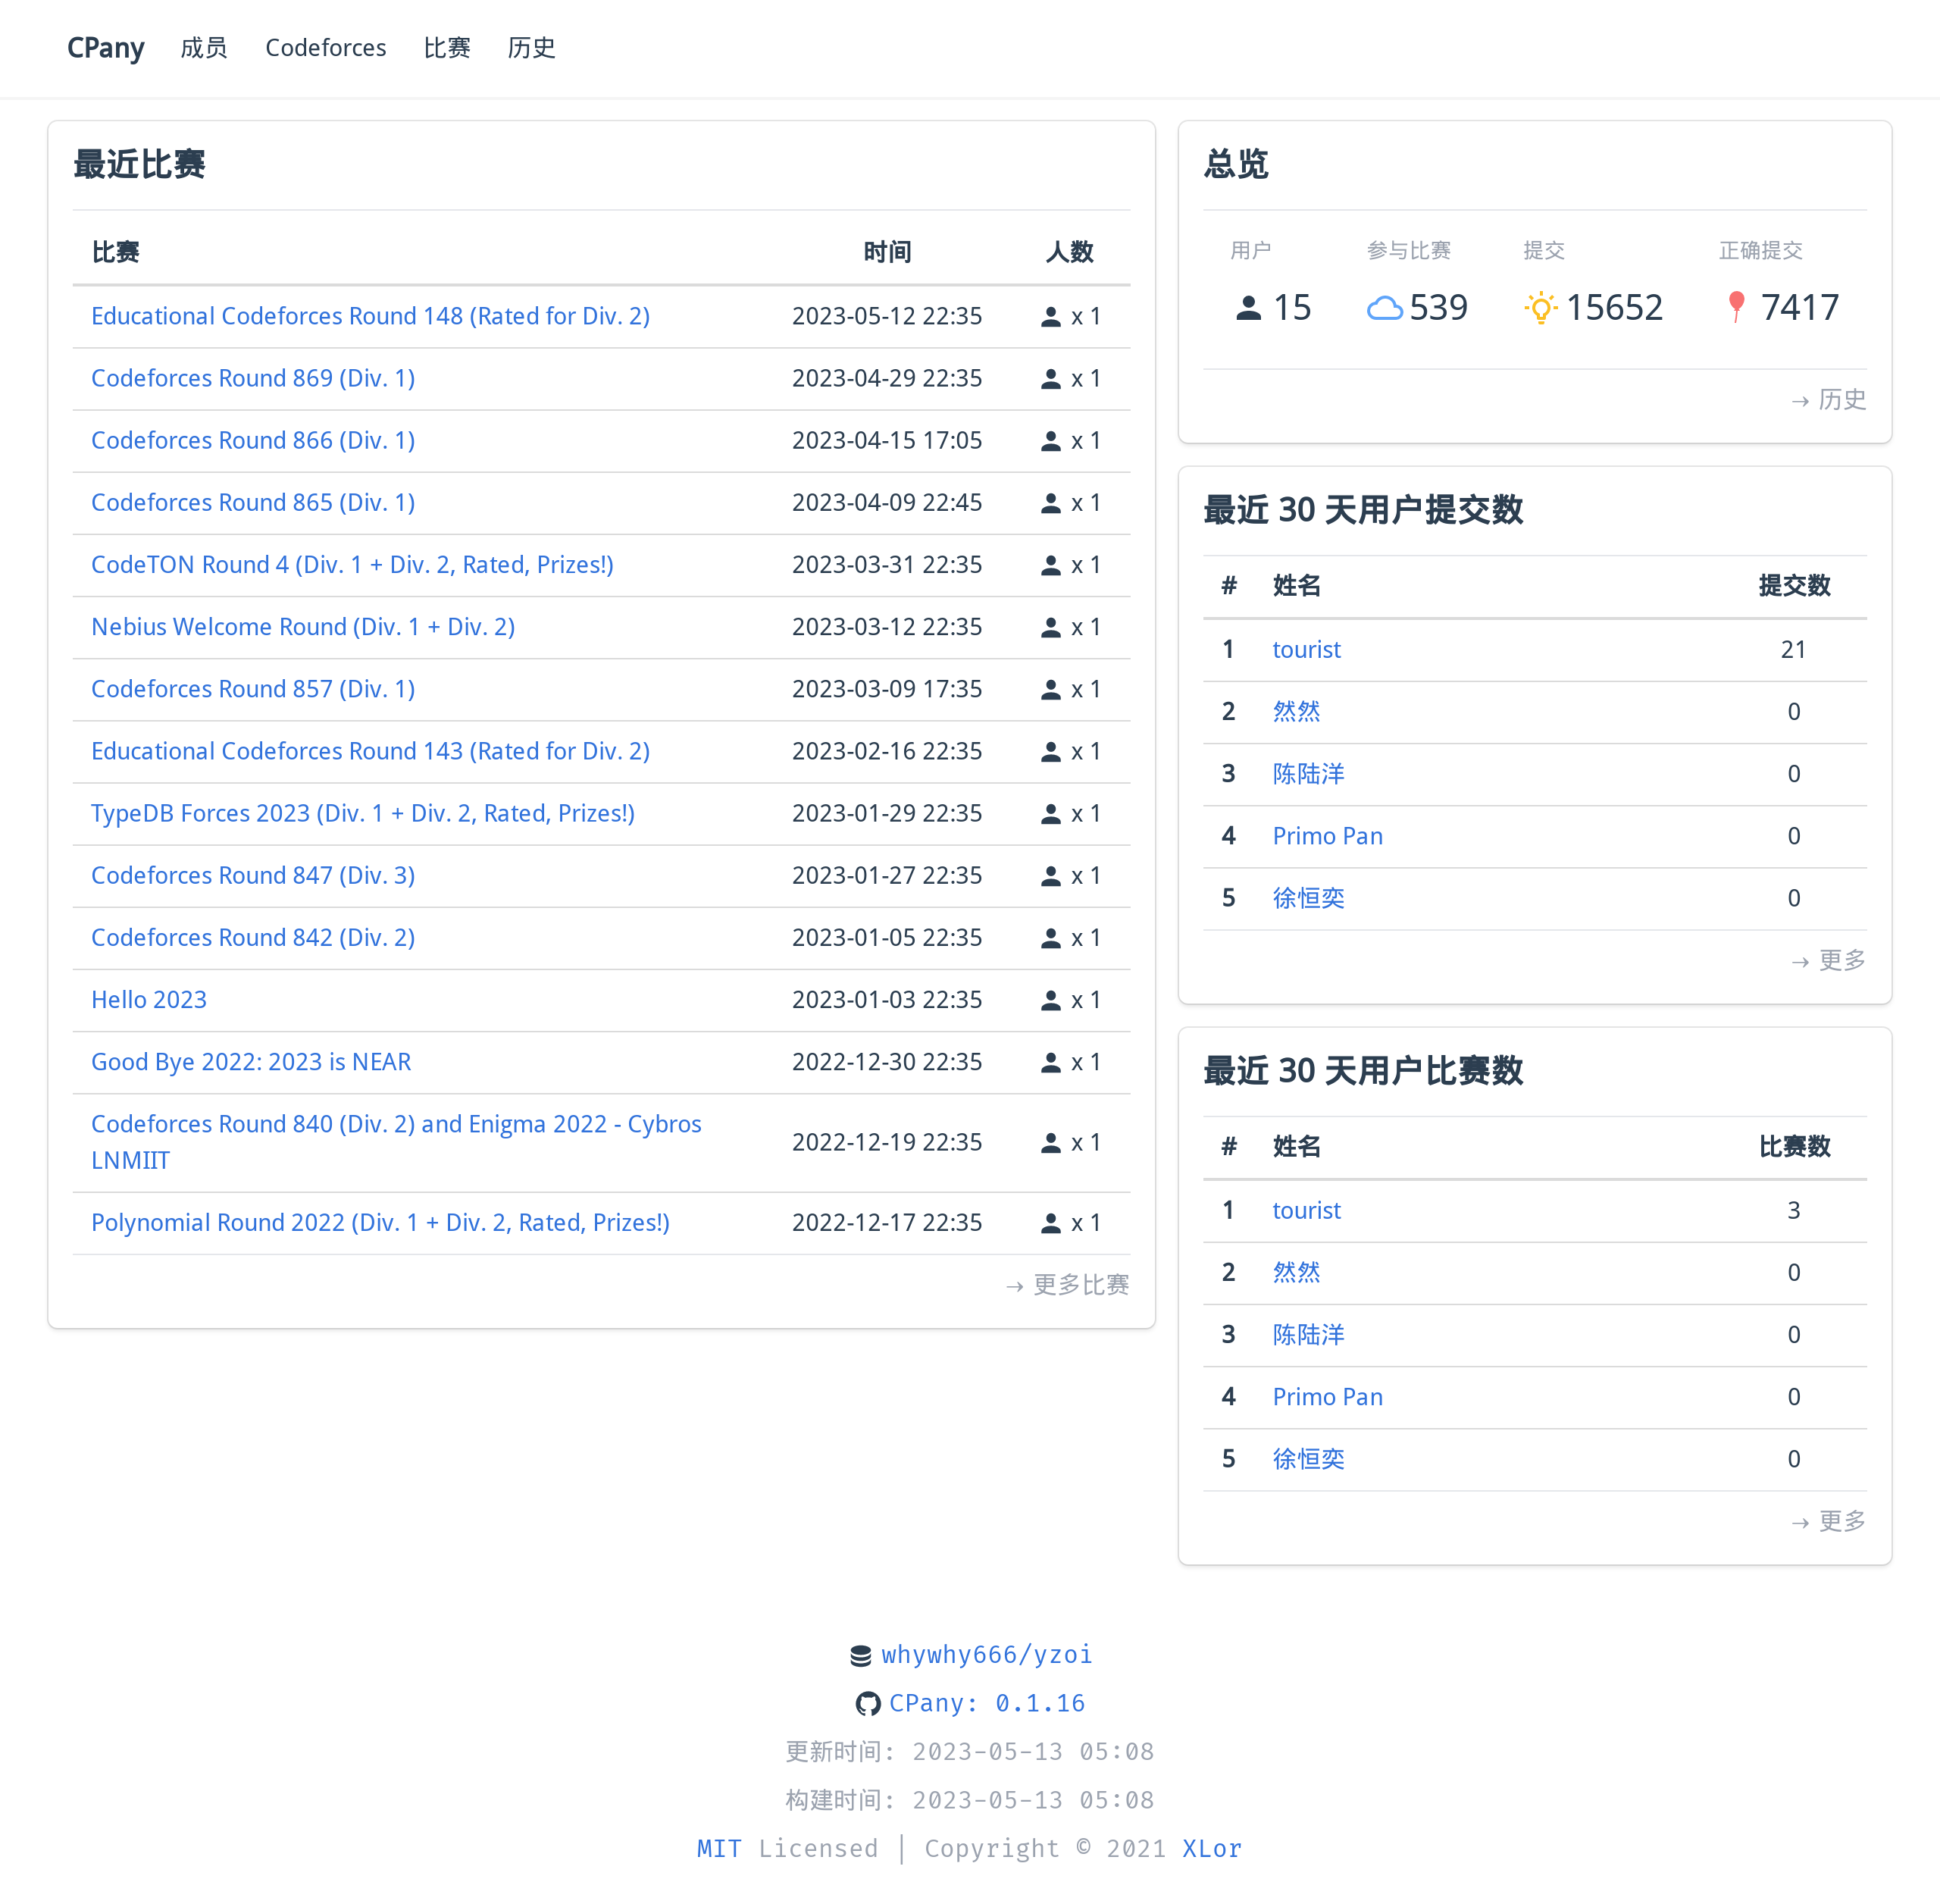 CPany 成员 Codeforces 比赛 历史
最近比赛
比赛 时间 人数
Educational Codeforces Round 148 (Rated for Div. 2) 2023-05-12 22:35 x 1
Codeforces Round 869 (Div. 1) 2023-04-29 22:35 x 1
Codeforces Round 866 (Div. 1) 2023-04-15 17:05 x 1
Codeforces Round 865 (Div. 1) 2023-04-09 22:45 x 1
CodeTON Round 4 (Div. 1 + Div. 2, Rated, Prizes!) 2023-03-31 22:35 x 1
Nebius Welcome Round (Div. 1 + Div. 2) 2023-03-12 22:35 x 1
Codeforces Round 857 (Div. 1) 2023-03-09 17:35 x 1
Educational Codeforces Round 143 (Rated for Div. 2) 2023-02-16 22:35 x 1
TypeDB Forces 2023 (Div. 1 + Div. 2, Rated, Prizes!) 2023-01-29 22:35 x 1
Codeforces Round 847 (Div. 3) 2023-01-27 22:35 x 1
Codeforces Round 842 (Div. 2) 2023-01-05 22:35 x 1
Hello 2023 2023-01-03 22:35 x 1
Good Bye 2022: 2023 is NEAR 2022-12-30 22:35 x 1
Codeforces Round 840 (Div. 2) and Enigma 2022 - Cybros
LNMIIT 2022-12-19 22:35 x 1
Polynomial Round 2022 (Div. 1 + Div. 2, Rated, Prizes!) 2022-12-17 22:35 x 1
→ 更多比赛
总览
用户 参与比赛 提交 正确提交
15 539 15652 7417
→ 历史
最近 30 天用户提交数
# 姓名 提交数
1 tourist 21
2 然然 0
3 陈陆洋 0
4 Primo Pan 0
5 徐恒奕 0
→ 更多
最近 30 天用户比赛数
# 姓名 比赛数
1 tourist 3
2 然然 0
3 陈陆洋 0
4 Primo Pan 0
5 徐恒奕 0
→ 更多
whywhy666/yzoi
CPany: 0.1.16
更新时间: 2023-05-13 05:08
构建时间: 2023-05-13 05:08
MIT Licensed | Copyright © 2021 XLor